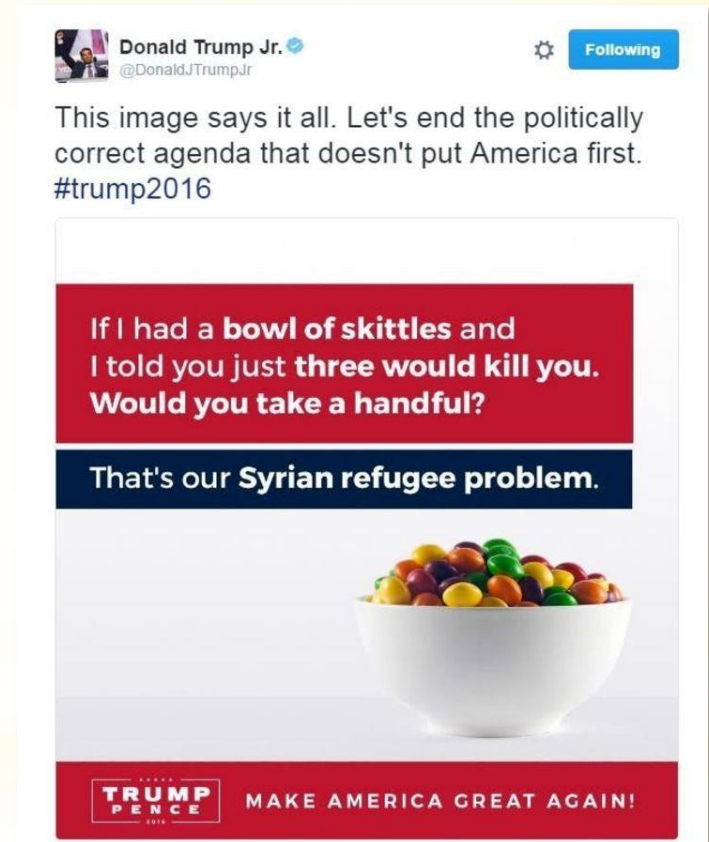 Donald Trump Jr.
@DonaldJTrumpJr
Following
This image says it all. Let's end the politically
correct agenda that doesn't put America first.
#trump2016
If I had a bowl of skittles and
I told you just three would kill you.
Would you take a handful?
That's our Syrian refugee problem.
TRUMP
PENCE
2016
MAKE AMERICA GREAT AGAIN!